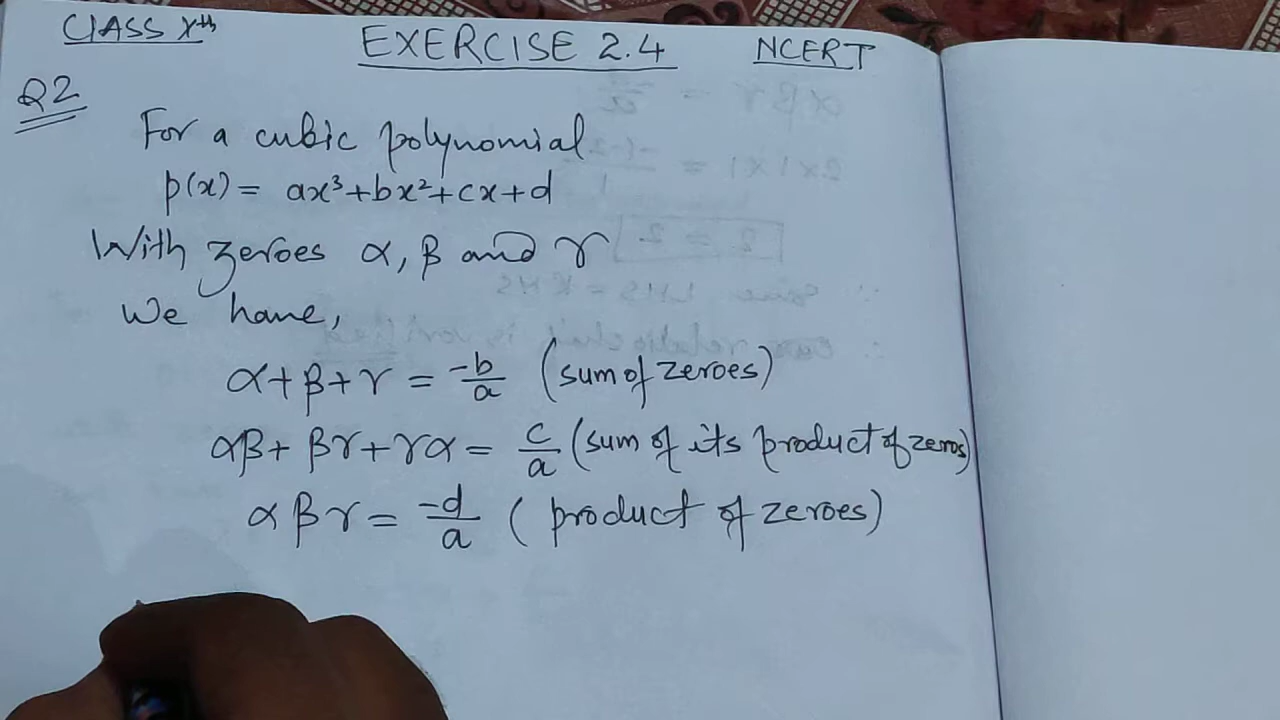 CLASS Xth
EXERCISE 2.4
NCERT
Q2
For a cubic polynomial
p(x) = ax³+bx²+cx+d
With zeroes α, β and γ
We have,
α+β+γ = -b/a (sum of zeroes)
αβ+ βγ+γα = c/a (sum of its product of zeros)
αβγ = -d/a ( product of zeroes)